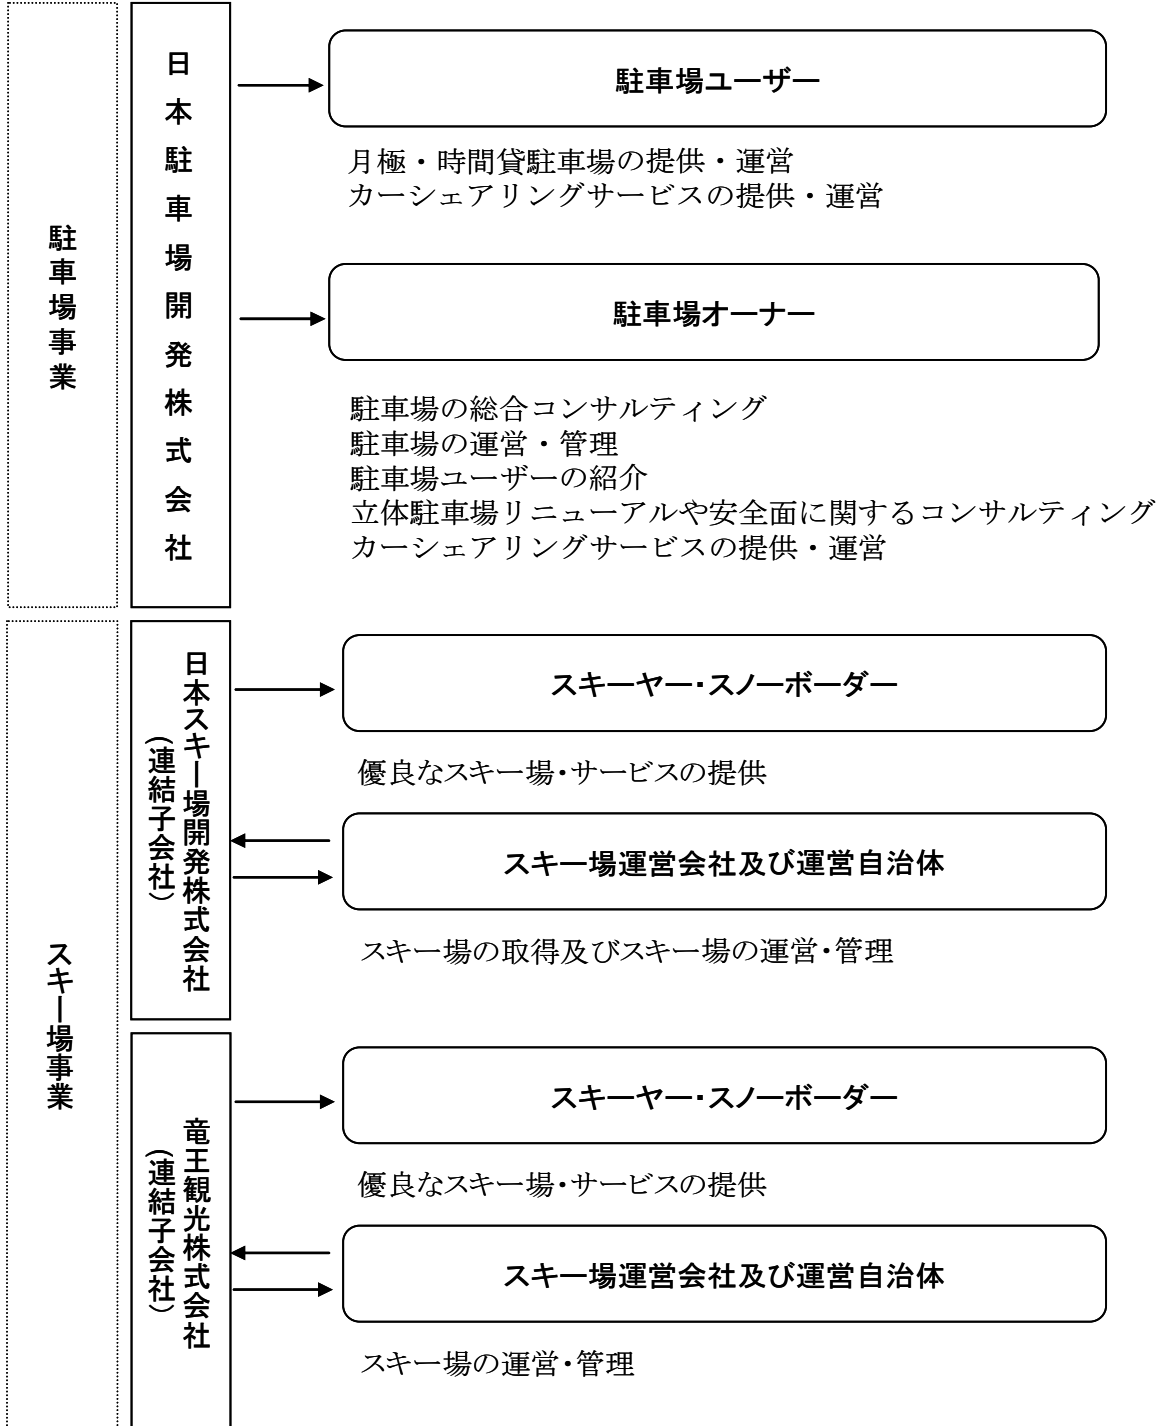 駐車場事業
日本駐車場開発株式会社
駐車場ユーザー
月極・時間貸駐車場の提供・運営
カーシェアリングサービスの提供・運営
駐車場オーナー
駐車場の総合コンサルティング
駐車場の運営・管理
駐車場ユーザーの紹介
立体駐車場リニューアルや安全面に関するコンサルティング
カーシェアリングサービスの提供・運営
スキー場事業
日本スキー場開発株式会社
(連結子会社)
スキーヤー・スノーボーダー
優良なスキー場・サービスの提供
スキー場運営会社及び運営自治体
スキー場の取得及びスキー場の運営・管理
竜王観光株式会社
(連結子会社)
スキーヤー・スノーボーダー
優良なスキー場・サービスの提供
スキー場運営会社及び運営自治体
スキー場の運営・管理